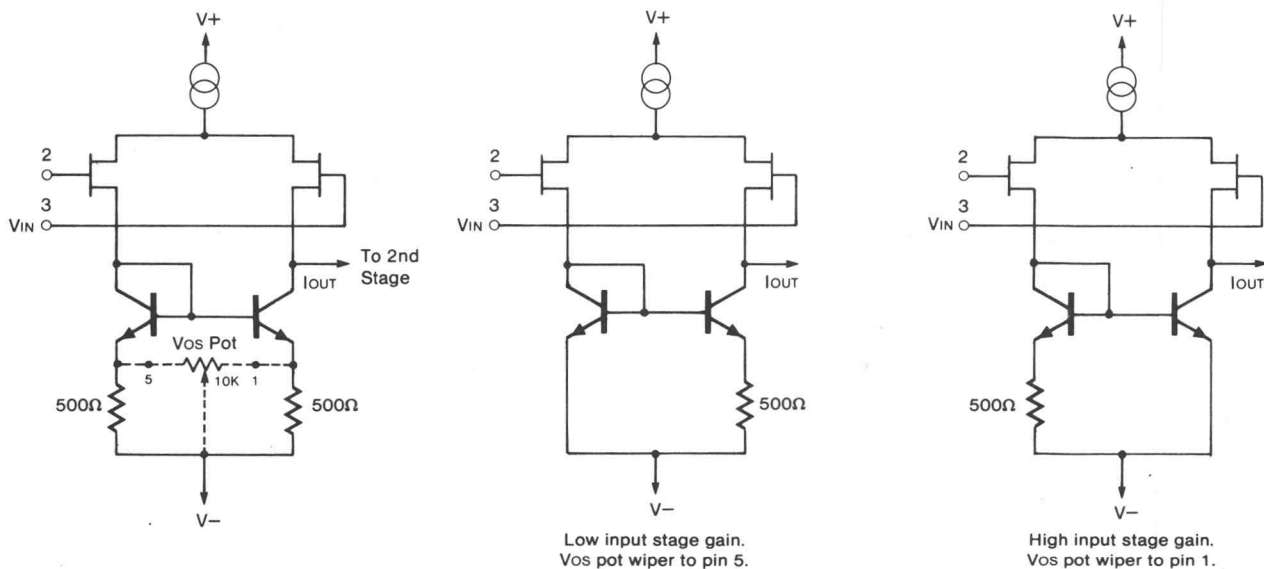 V+
2
3
VIN
To 2nd
Stage
IOUT
Vos Pot
5
10K
1
500Ω
500Ω
V−
V+
2
3
VIN
IOUT
500Ω
V−
Low input stage gain.
Vos pot wiper to pin 5.
V+
2
3
VIN
IOUT
500Ω
V−
High input stage gain.
Vos pot wiper to pin 1.